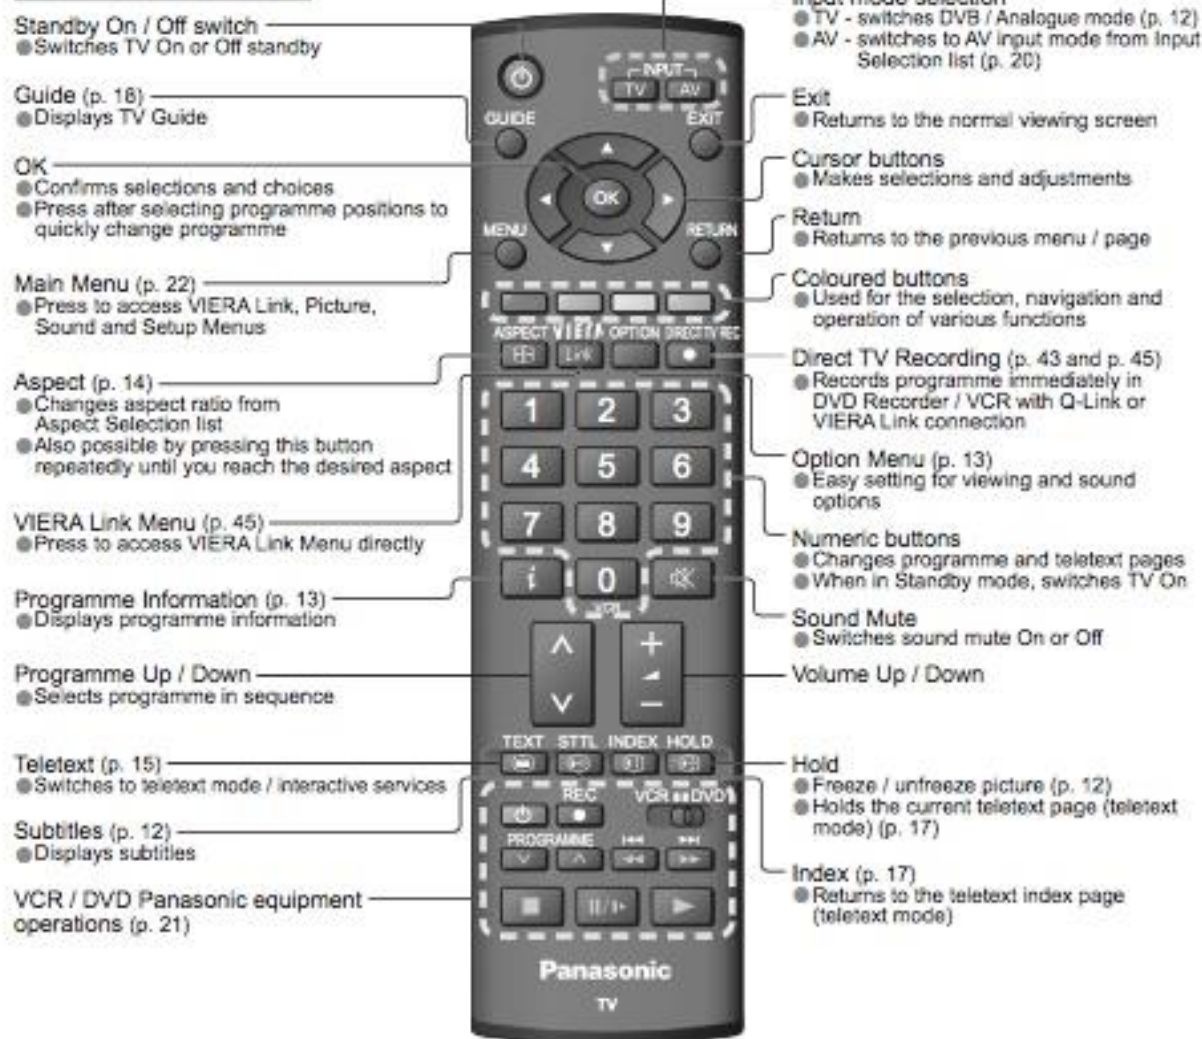 Standby On / Off switch
●Switches TV On or Off standby
Guide (p. 18)
●Displays TV Guide
OK
●Confirms selections and choices
●Press after selecting programme positions to
quickly change programme
Main Menu (p. 22)
●Press to access VIERA Link, Picture,
Sound and Setup Menus
Aspect (p. 14)
●Changes aspect ratio from
Aspect Selection list
●Also possible by pressing this button
repeatedly until you reach the desired aspect
VIERA Link Menu (p. 45)
●Press to access VIERA Link Menu directly
Programme Information (p. 13)
●Displays programme information
Programme Up / Down
●Selects programme in sequence
Teletext (p. 15)
●Switches to teletext mode / interactive services
Subtitles (p. 12)
●Displays subtitles
VCR / DVD Panasonic equipment
operations (p. 21)
INPUT
TV AV
GUIDE EXIT
OK
MENU RETURN
ASPECT VIERA OPTION DIRECT TV REC
Link
1 2 3
4 5 6
7 8 9
i 0
VCR
+
−
TEXT STTL INDEX HOLD
REC VCR DVD
PROGRAMME
Panasonic
TV
Input mode selection
●TV - switches DVB / Analogue mode (p. 12)
●AV - switches to AV input mode from Input
Selection list (p. 20)
Exit
●Returns to the normal viewing screen
Cursor buttons
●Makes selections and adjustments
Return
●Returns to the previous menu / page
Coloured buttons
●Used for the selection, navigation and
operation of various functions
Direct TV Recording (p. 43 and p. 45)
●Records programme immediately in
DVD Recorder / VCR with Q-Link or
VIERA Link connection
Option Menu (p. 13)
●Easy setting for viewing and sound
options
Numeric buttons
●Changes programme and teletext pages
●When in Standby mode, switches TV On
Sound Mute
●Switches sound mute On or Off
Volume Up / Down
Hold
●Freeze / unfreeze picture (p. 12)
●Holds the current teletext page (teletext
mode) (p. 17)
Index (p. 17)
●Returns to the teletext index page
(teletext mode)